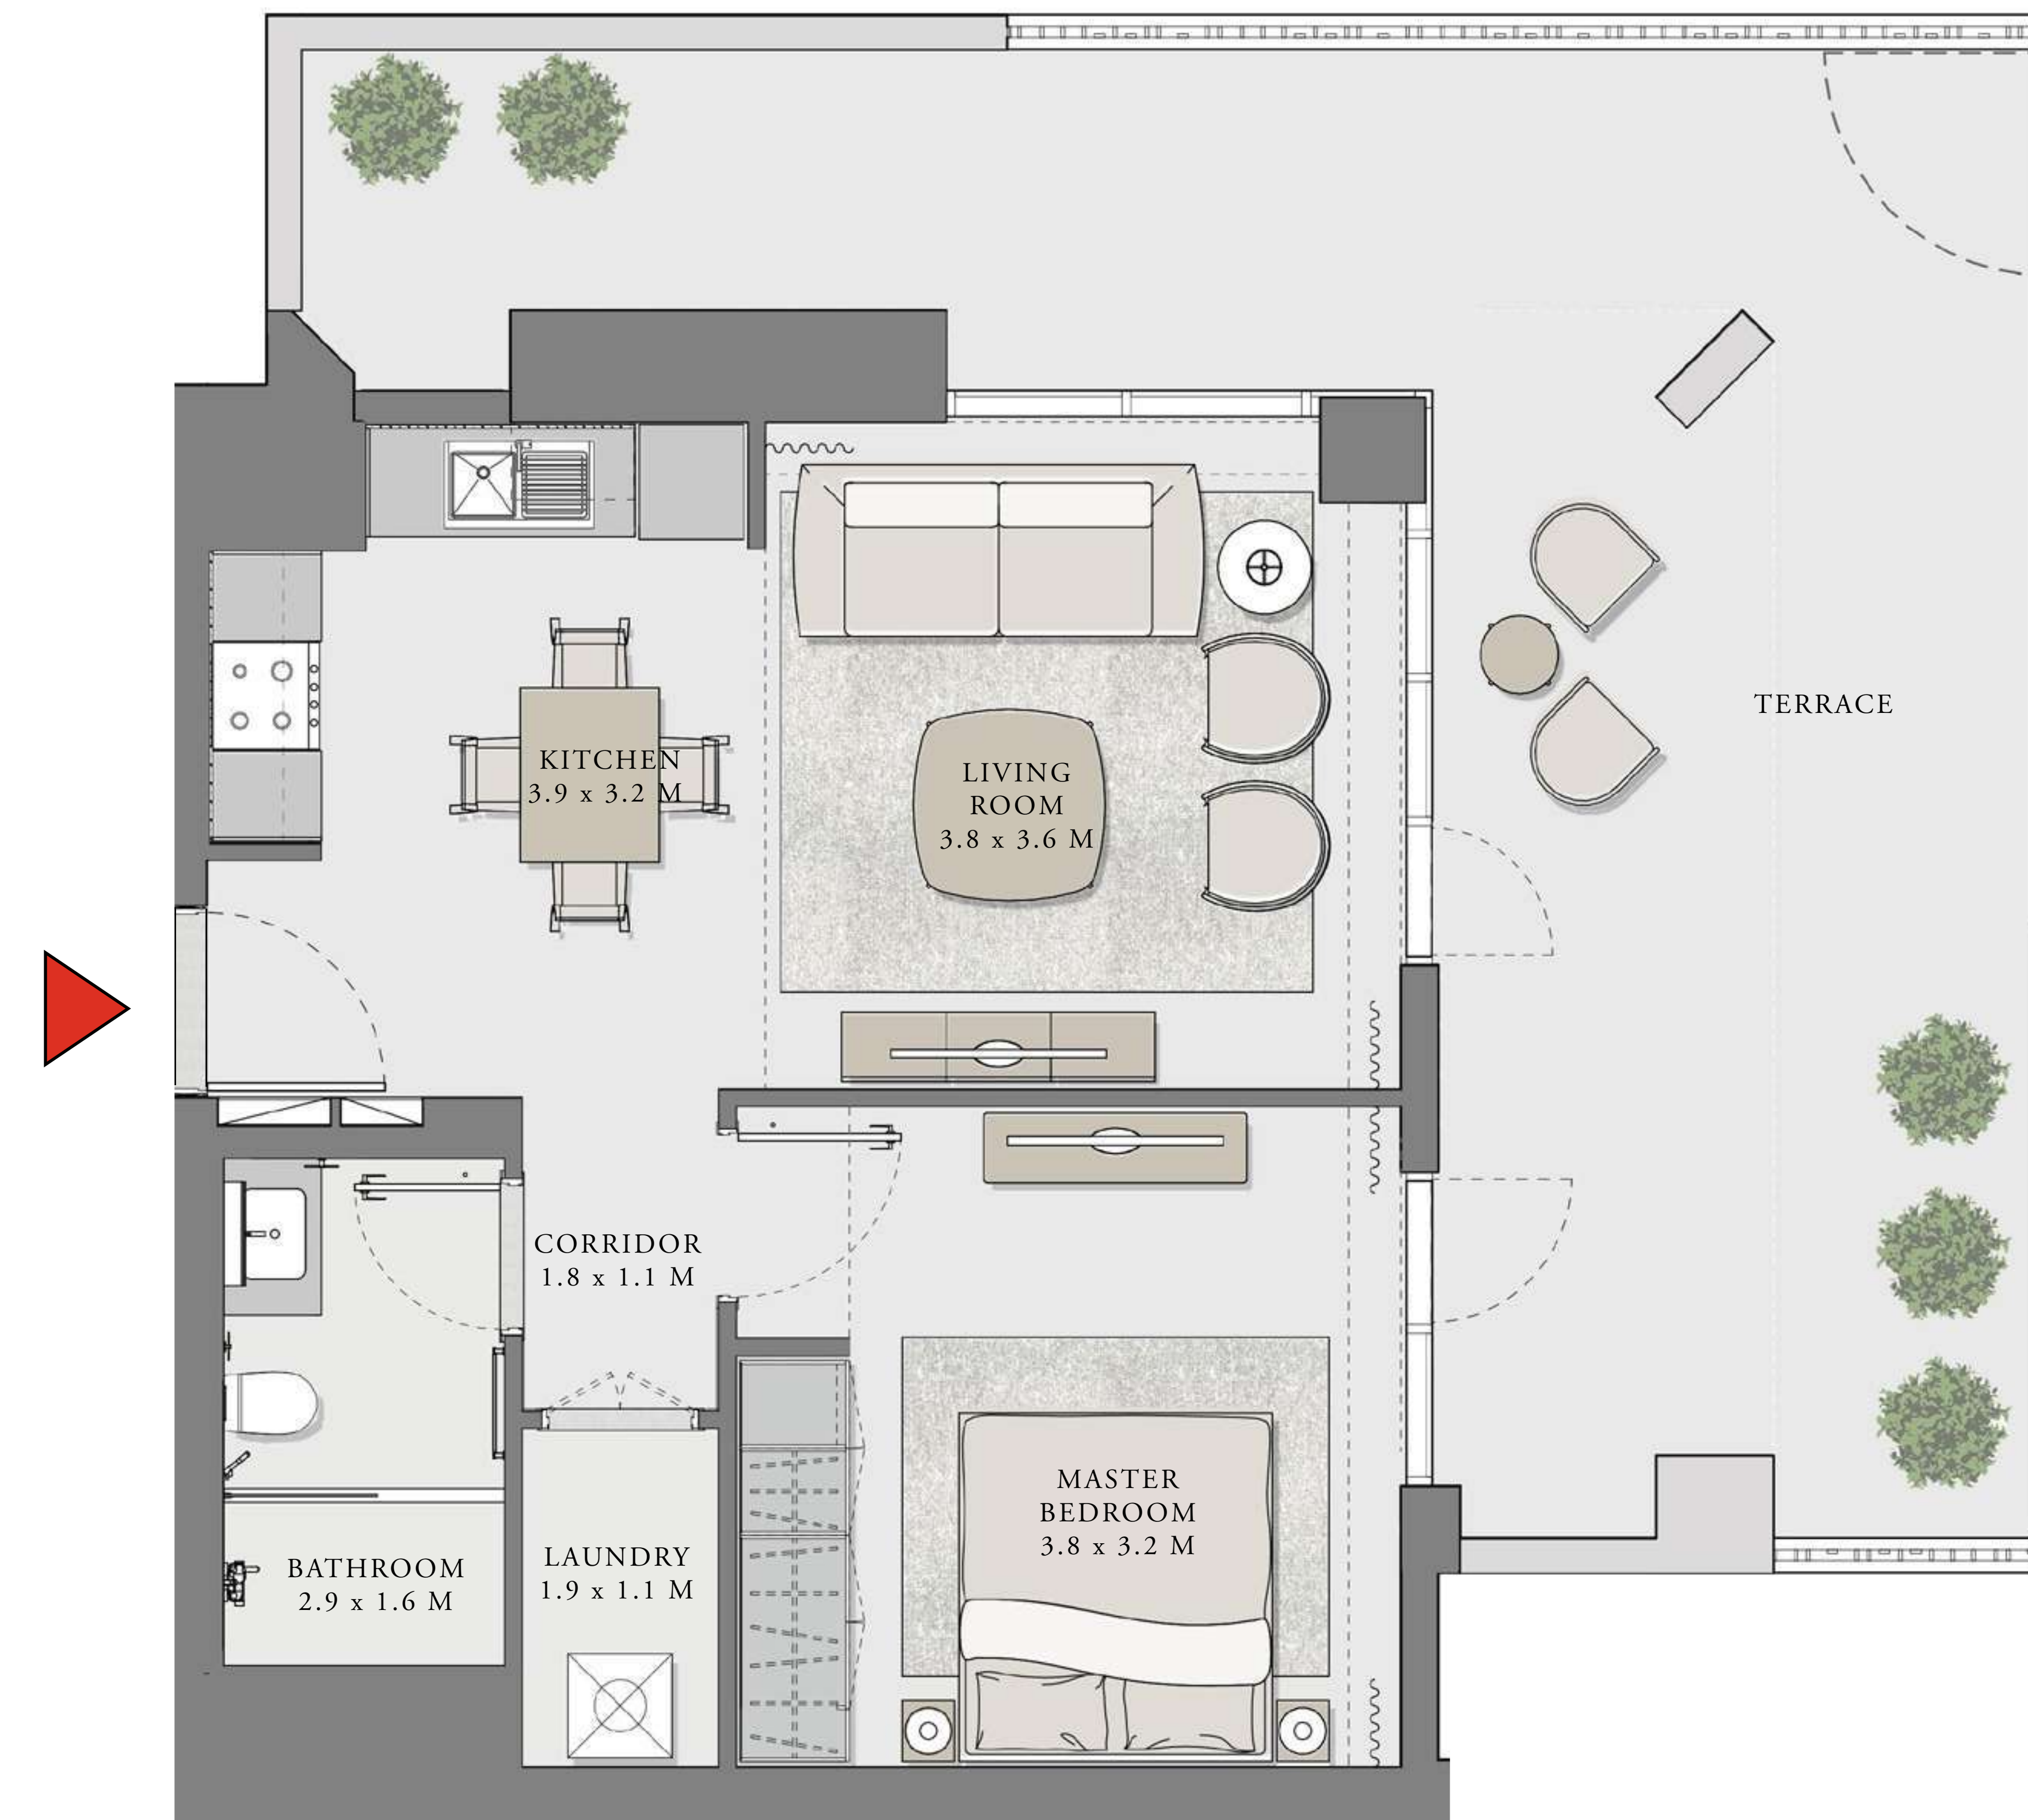 TERRACE
KITCHEN
3.9 x 3.2 M
LIVING
ROOM
3.8 x 3.6 M
CORRIDOR
1.8 x 1.1 M
MASTER
BEDROOM
3.8 x 3.2 M
BATHROOM
2.9 x 1.6 M
LAUNDRY
1.9 x 1.1 M